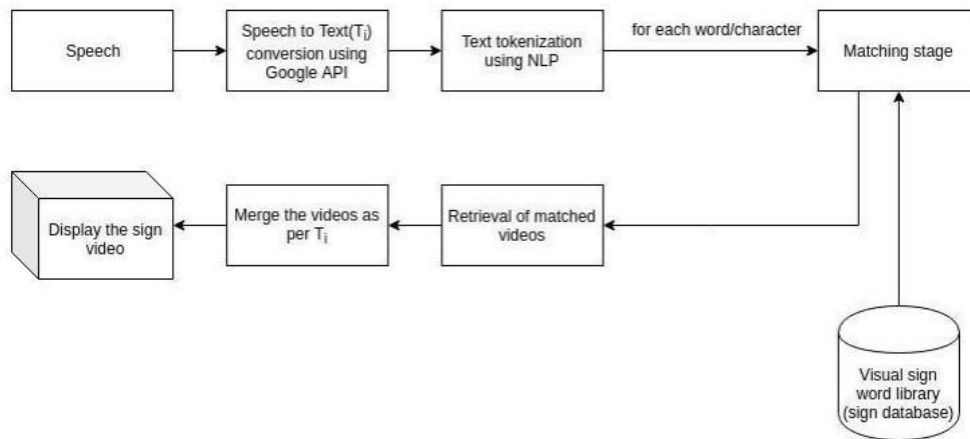 Speech
Speech to Text(Ti)
conversion using
Google API
Text tokenization
using NLP
for each word/character
Matching stage
Display the sign
video
Merge the videos as
per Ti
Retrieval of matched
videos
Visual sign
word library
(sign database)